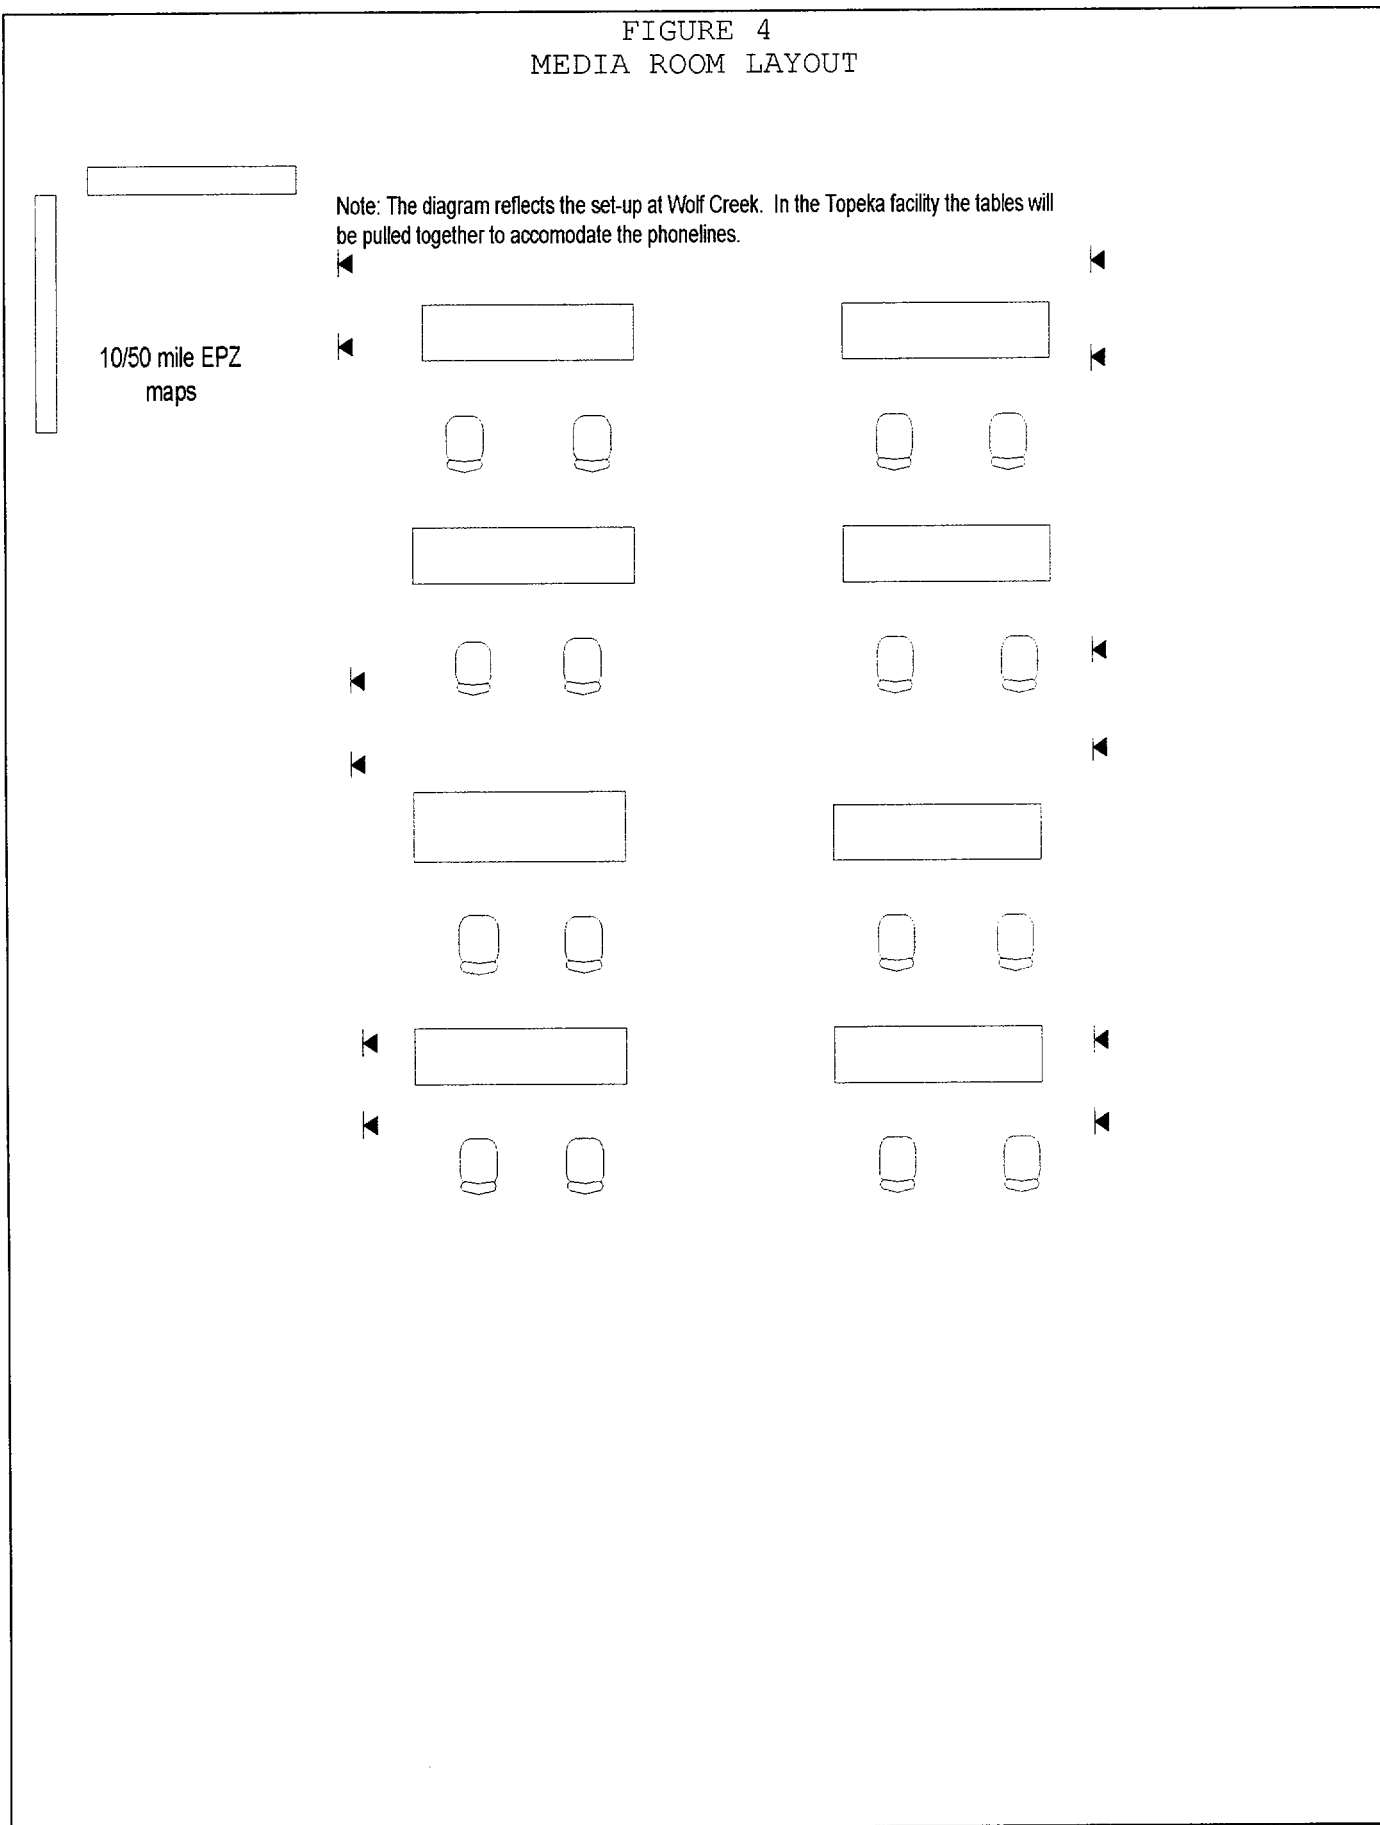 FIGURE 4
MEDIA ROOM LAYOUT
Note: The diagram reflects the set-up at Wolf Creek. In the Topeka facility the tables will
be pulled together to accomodate the phonelines.
10/50 mile EPZ
maps